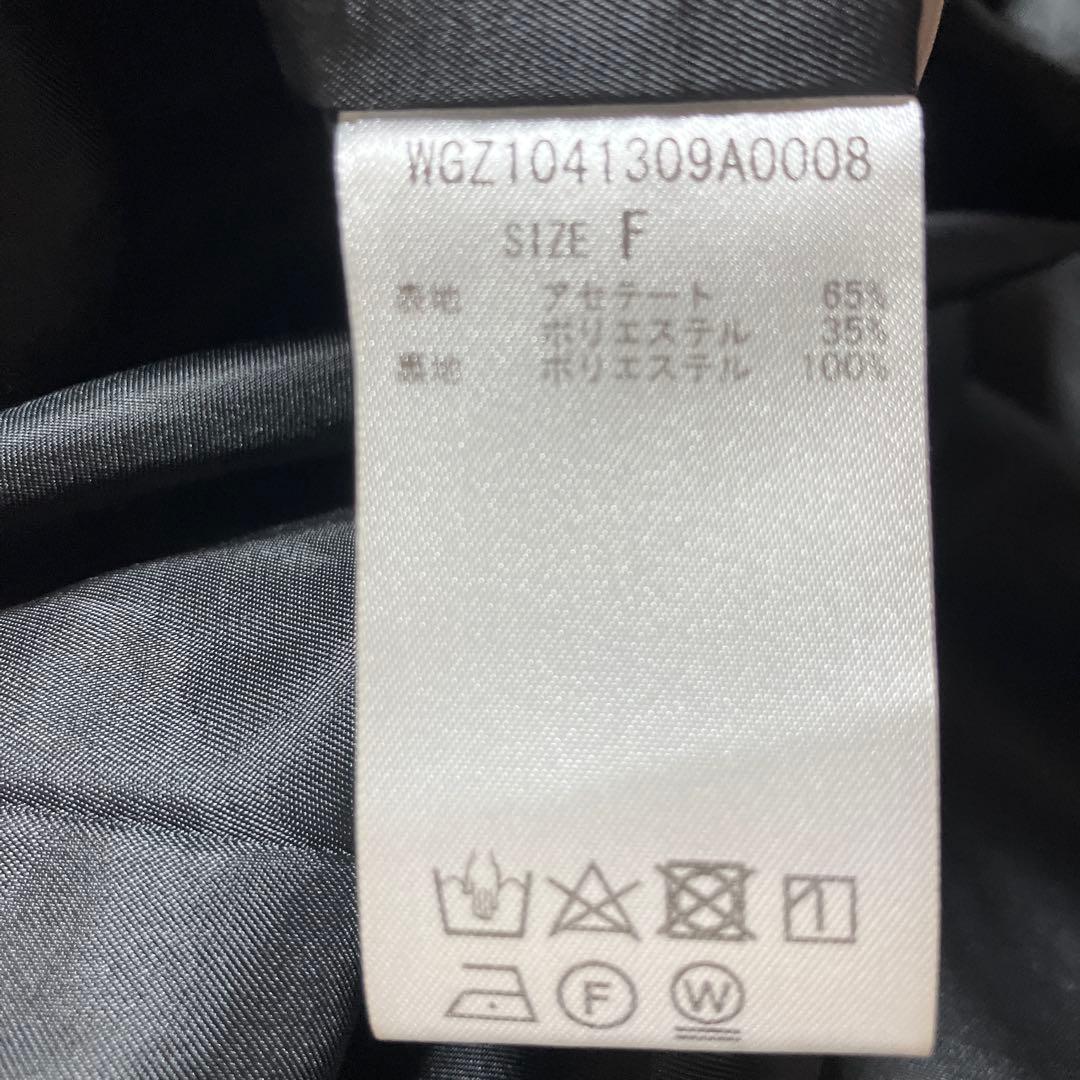 WGZ1041309A0008
SIZE F
表地 アセテート 65%
ポリエステル 35%
裏地 ポリエステル 100%
F W